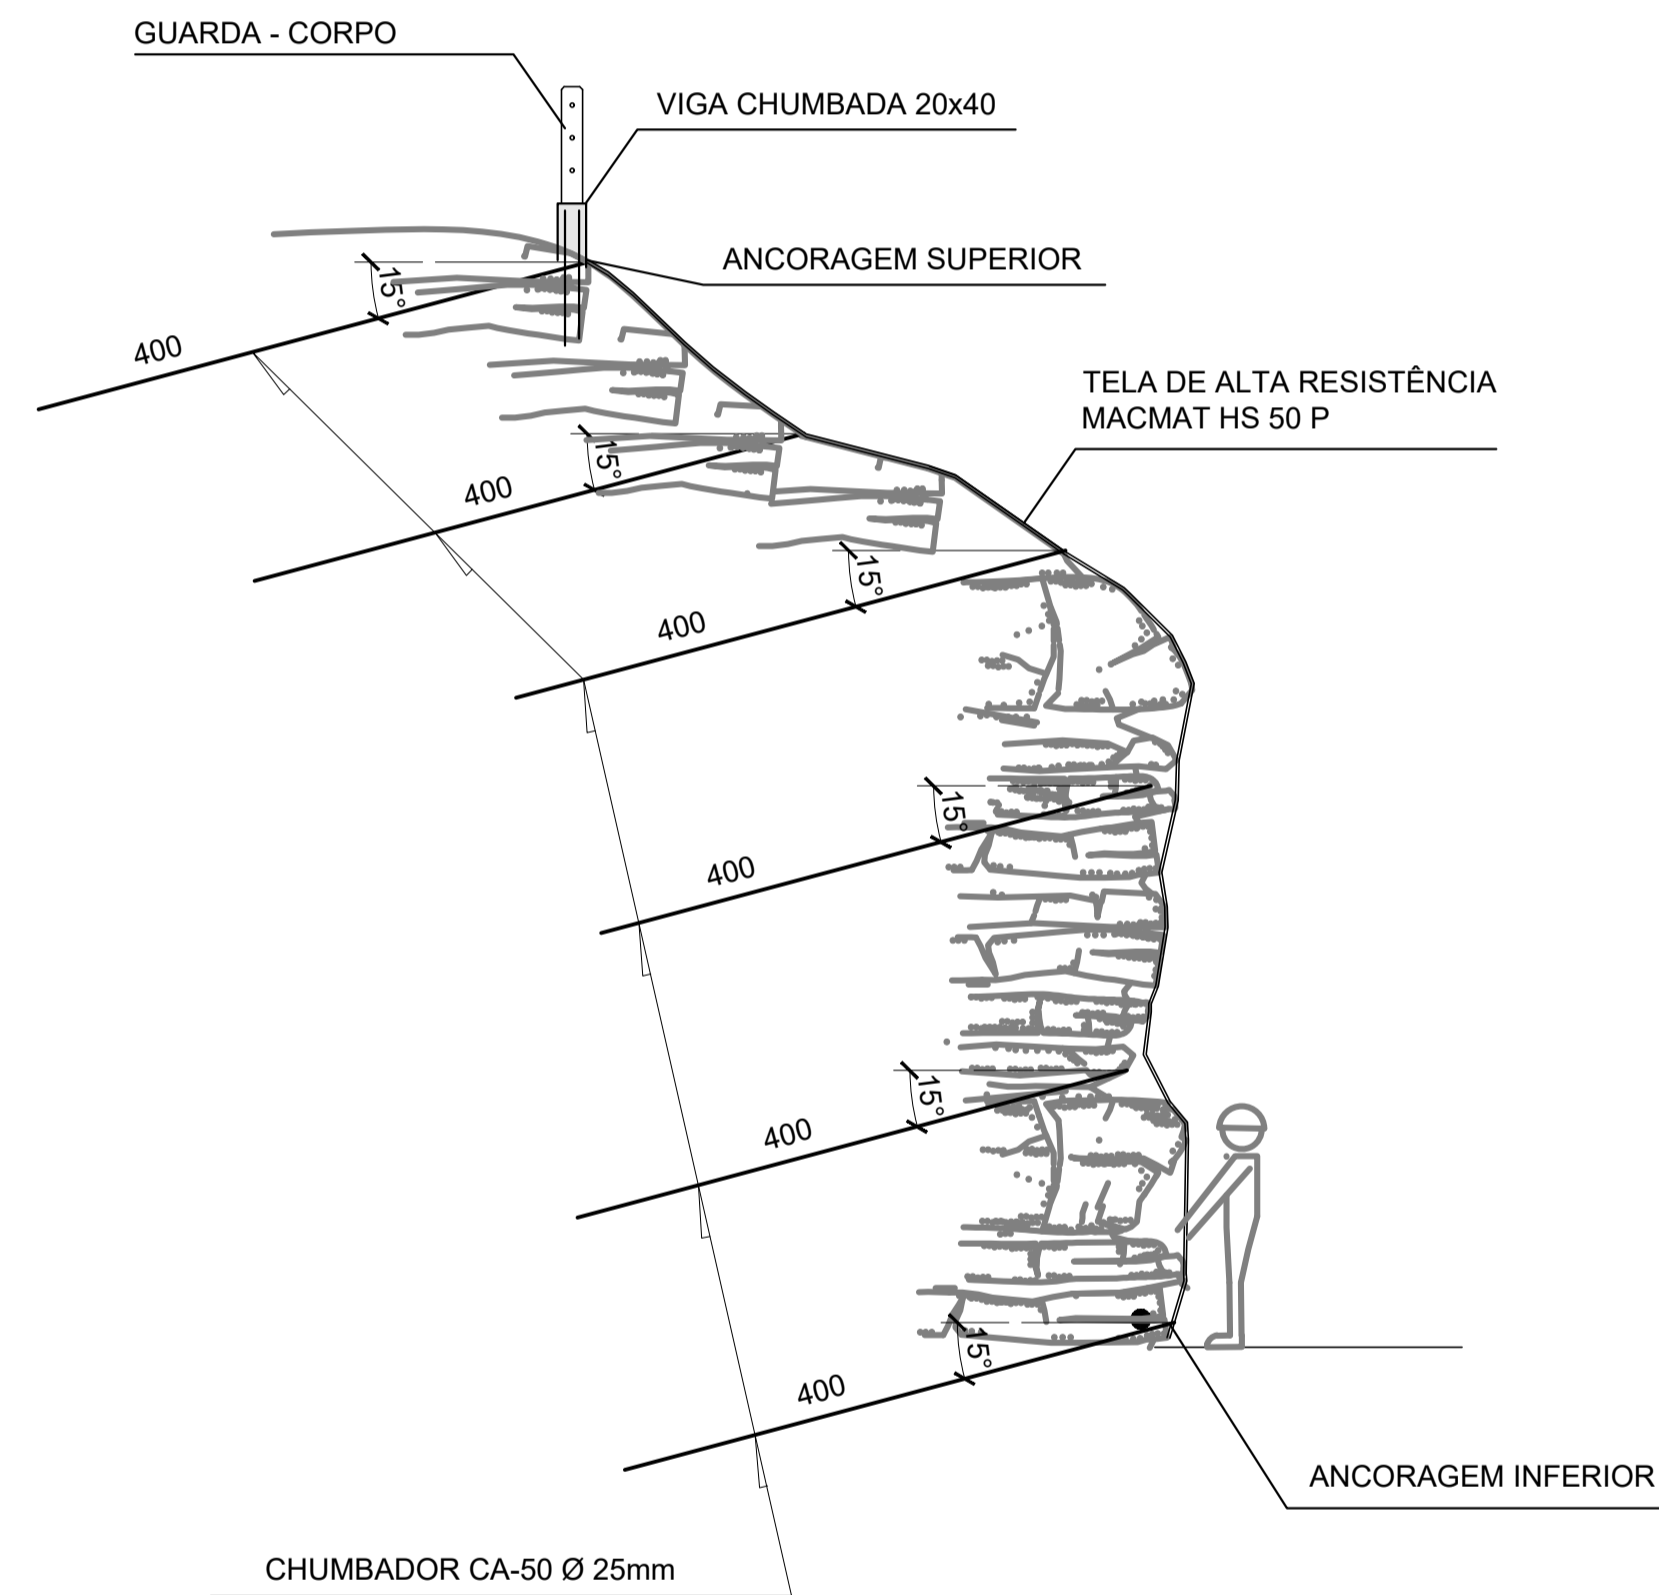 GUARDA - CORPO
VIGA CHUMBADA 20x40
ANCORAGEM SUPERIOR
15°
400
TELA DE ALTA RESISTÊNCIA
MACMAT HS 50 P
15°
400
15°
400
15°
400
15°
400
15°
400
ANCORAGEM INFERIOR
CHUMBADOR CA-50 Ø 25mm